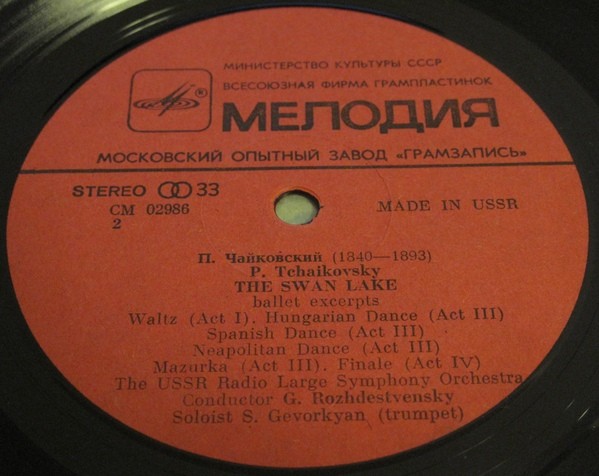 МИНИСТЕРСТВО КУЛЬТУРЫ СССР
ВСЕСОЮЗНАЯ ФИРМА ГРАМПЛАСТИНОК
МЕЛОДИЯ
МОСКОВСКИЙ ОПЫТНЫЙ ЗАВОД «ГРАМЗАПИСЬ»
STEREO 33
СМ 02986
2
MADE IN USSR
П. Чайковский (1840—1893)
P. Tchaikovsky
THE SWAN LAKE
ballet excerpts
Waltz (Act I). Hungarian Dance (Act III)
Spanish Dance (Act III)
Neapolitan Dance (Act III)
Mazurka (Act III). Finale (Act IV)
The USSR Radio Large Symphony Orchestra
Conductor G. Rozhdestvensky
Soloist S. Gevorkyan (trumpet)